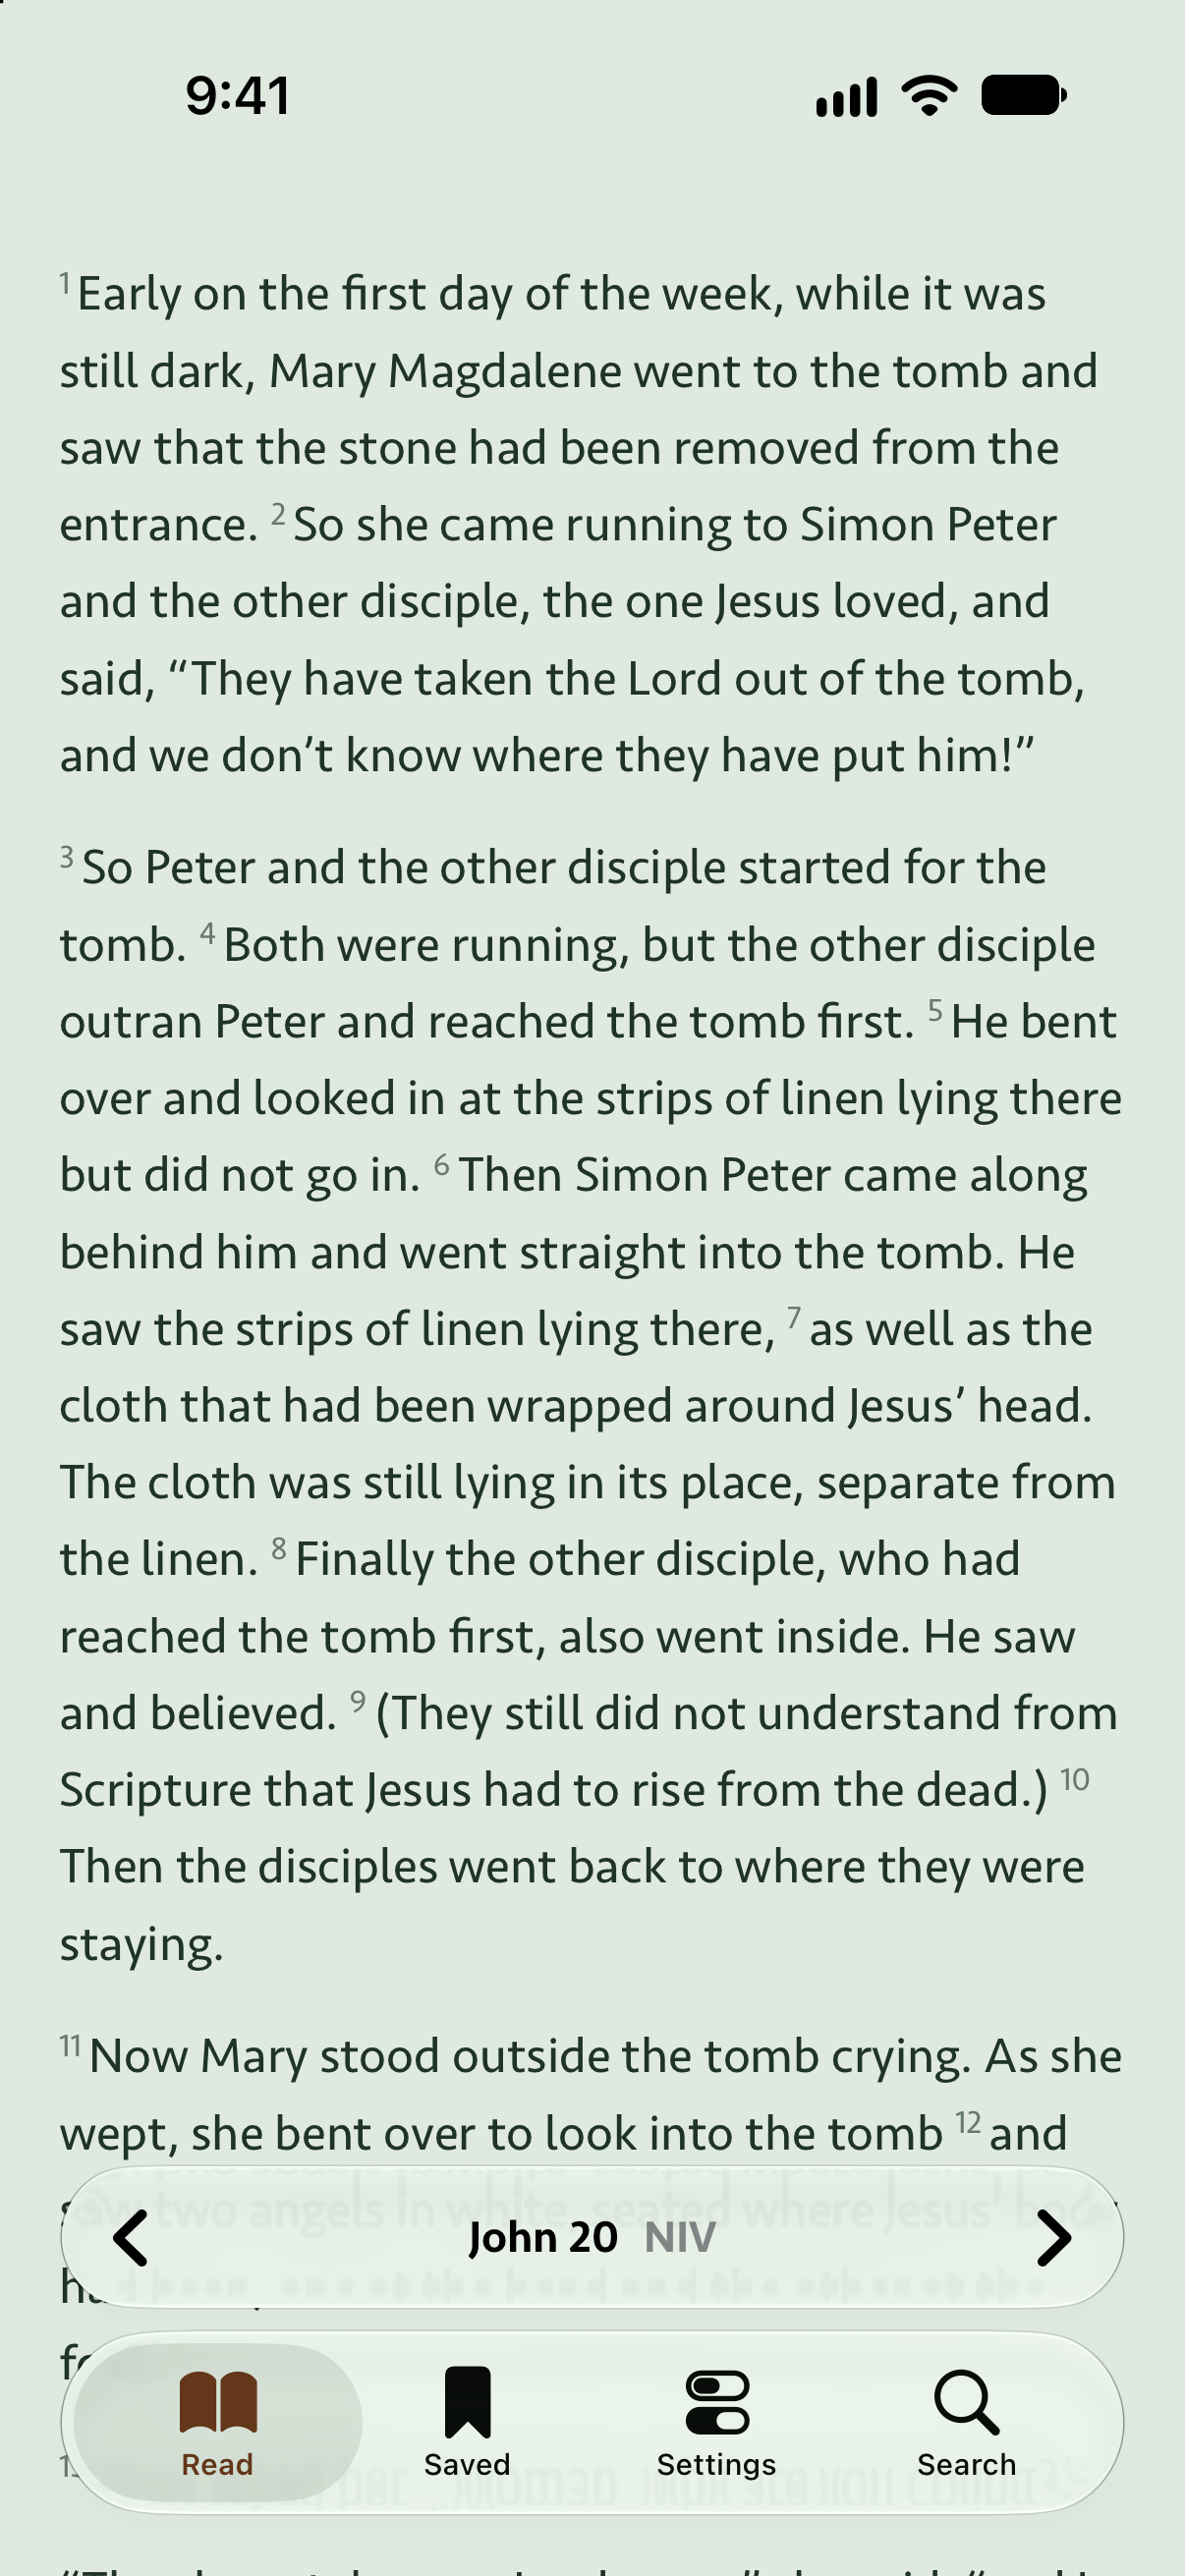 9:41
1 Early on the first day of the week, while it was
still dark, Mary Magdalene went to the tomb and
saw that the stone had been removed from the
entrance. 2 So she came running to Simon Peter
and the other disciple, the one Jesus loved, and
said, “They have taken the Lord out of the tomb,
and we don’t know where they have put him!”
3 So Peter and the other disciple started for the
tomb. 4 Both were running, but the other disciple
outran Peter and reached the tomb first. 5 He bent
over and looked in at the strips of linen lying there
but did not go in. 6 Then Simon Peter came along
behind him and went straight into the tomb. He
saw the strips of linen lying there, 7 as well as the
cloth that had been wrapped around Jesus’ head.
The cloth was still lying in its place, separate from
the linen. 8 Finally the other disciple, who had
reached the tomb first, also went inside. He saw
and believed. 9 (They still did not understand from
Scripture that Jesus had to rise from the dead.) 10
Then the disciples went back to where they were
staying.
11 Now Mary stood outside the tomb crying. As she
wept, she bent over to look into the tomb 12 and
two angels in white, seated where Jesus’
John 20 NIV
Read Saved Settings Search